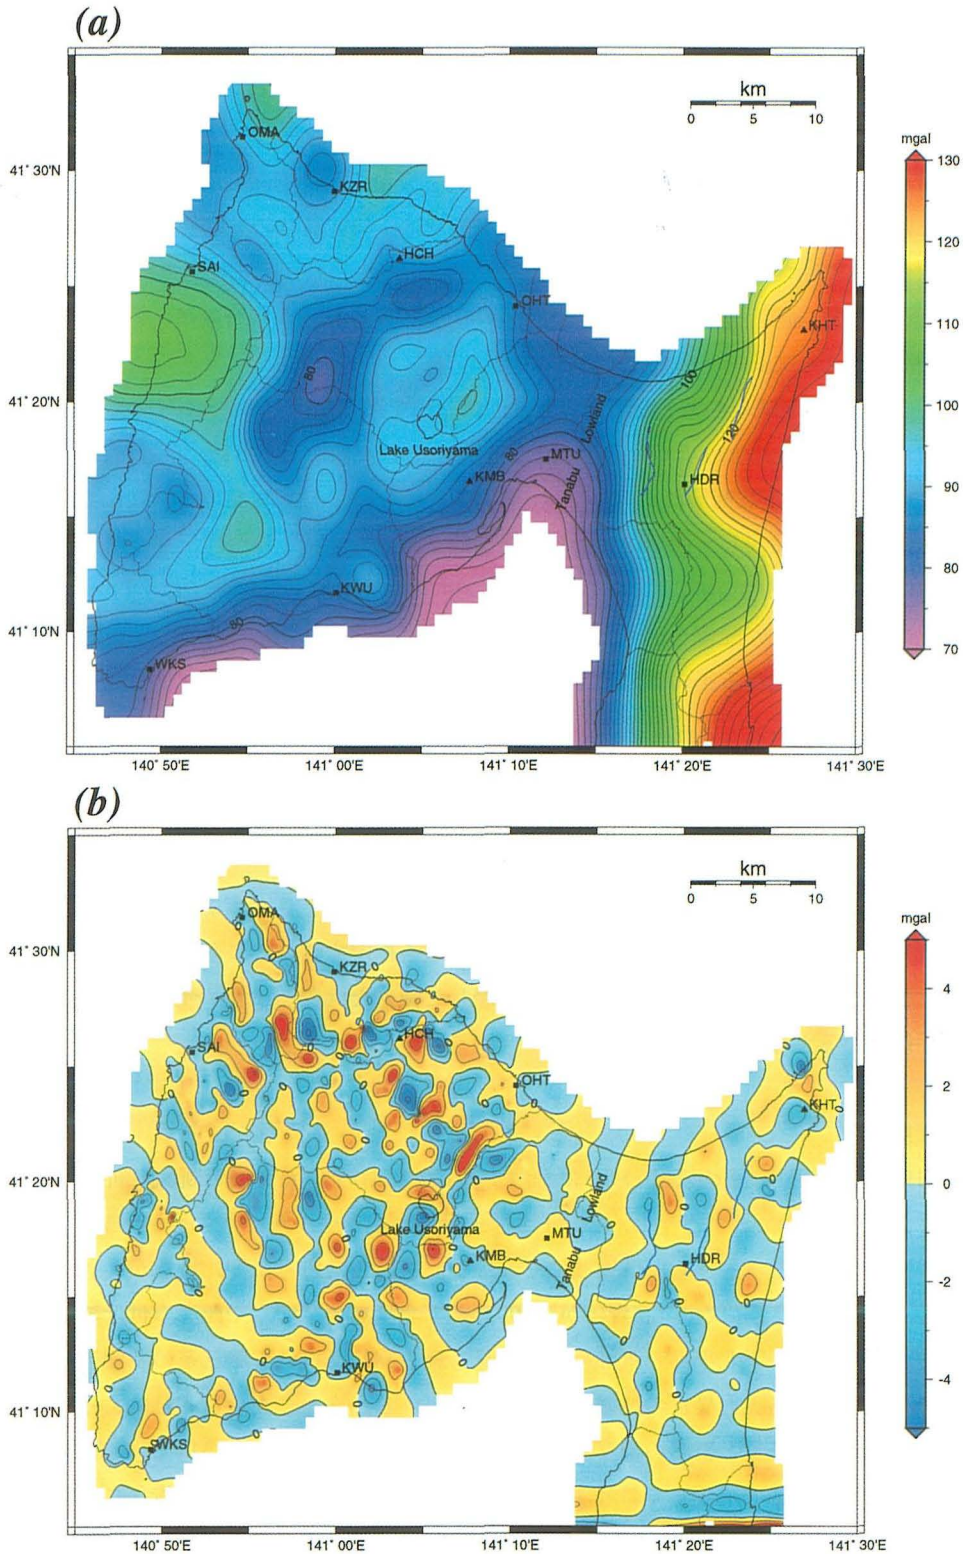 (a)
km
0 5 10
mgal
130
120
110
100
90
80
70
41° 30'N
41° 20'N
41° 10'N
OMA
KZR
HCH
SAI
OHT
KHT
100
120
80
Lake Usoriyama
80
MTU
KMB
Tanabu Lowland
HDR
KWU
80
WKS
140° 50'E 141° 00'E 141° 10'E 141° 20'E 141° 30'E
(b)
km
0 5 10
mgal
4
2
0
-2
-4
41° 30'N
41° 20'N
41° 10'N
OMA
KZR
HCH
SAI
OHT
KHT
Lake Usoriyama
MTU
KMB
Tanabu Lowland
HDR
KWU
WKS
140° 50'E 141° 00'E 141° 10'E 141° 20'E 141° 30'E